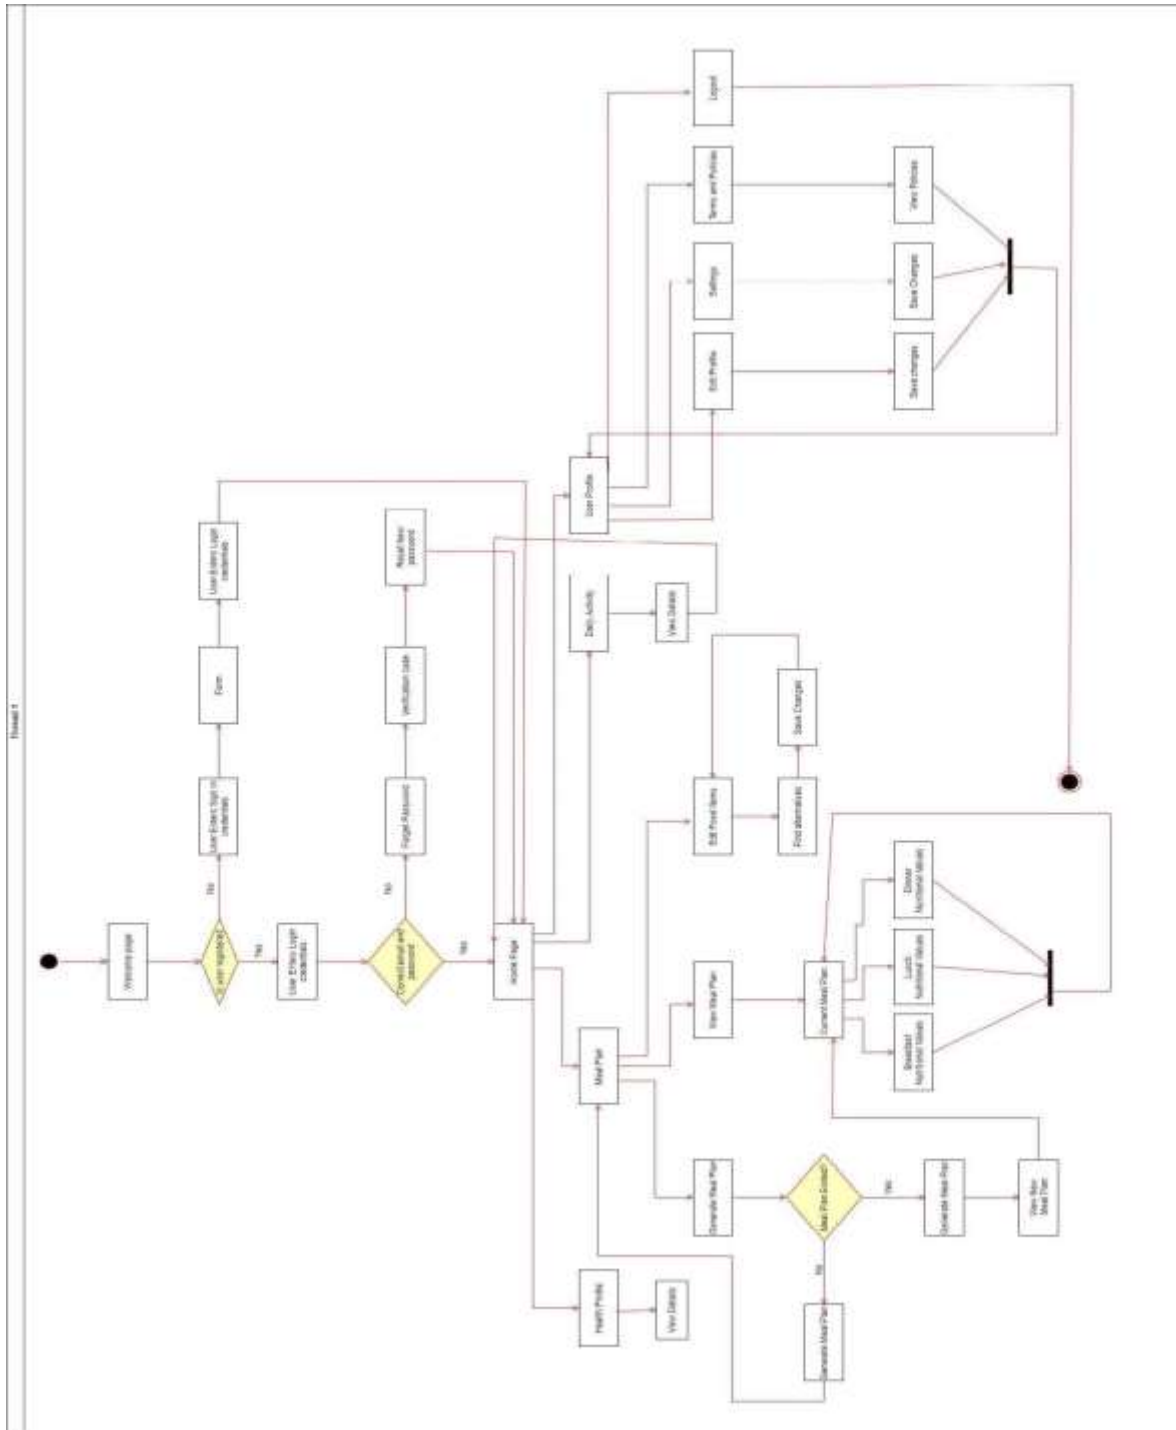 Welcome page
Is user registered
No
User Enters Sign in
credentials
Form
User Enters Login
credentials
Yes
User Enters Login
credentials
Correct email and
password
No
Forget Password
Verification code
Reset New
password
Yes
Home Page
Health Profile
View Details
Meal Plan
Daily Activity
View Details
User Profile
Generate Meal Plan
View Meal Plan
Edit Food Items
Edit Profile
Settings
Terms and Policies
Logout
Meal Plan Existed?
No
Generate Meal Plan
Yes
Generate Meal Plan
View New
Meal Plan
Current Meal Plan
Breakfast
Nutritional Values
Lunch
Nutritional Values
Dinner
Nutritional Values
Find alternatives
Save Changes
Save changes
Save Changes
View Policies